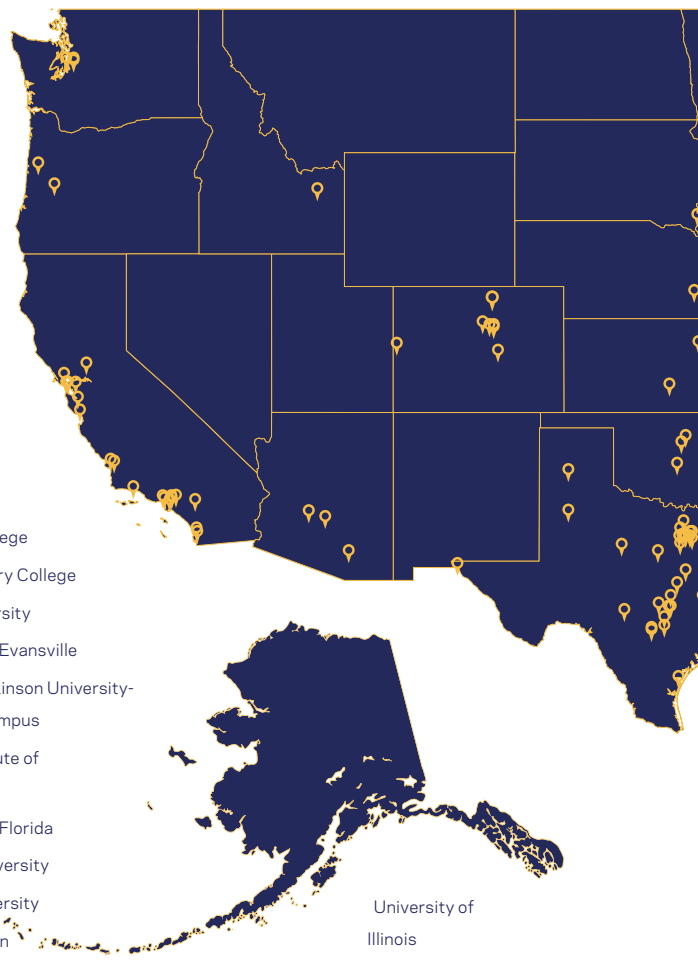 ege
ry College
rsity
Evansville
kinson University-
mpus
ute of
Florida
versity
ersity
n
University of
Illinois